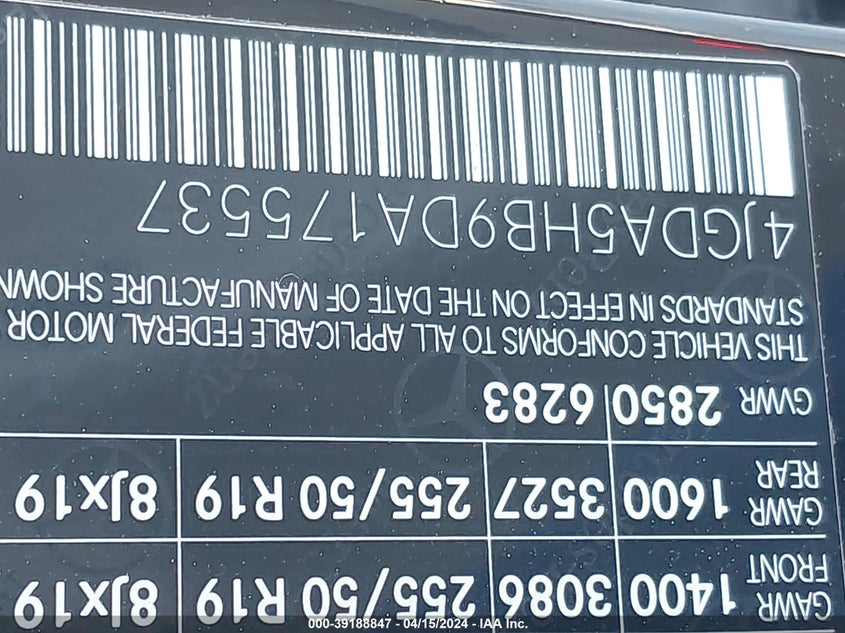 GAWR FRONT 1400 3086 255/50 R19 8Jx19
GAWR REAR 1600 3527 255/50 R19 8Jx19
GVWR 2850 6283
THIS VEHICLE CONFORMS TO ALL APPLICABLE FEDERAL MOTOR
STANDARDS IN EFFECT ON THE DATE OF MANUFACTURE SHOWN
4JGDA5HB9DA175537
000-39188847 - 04/15/2024 - IAA Inc.